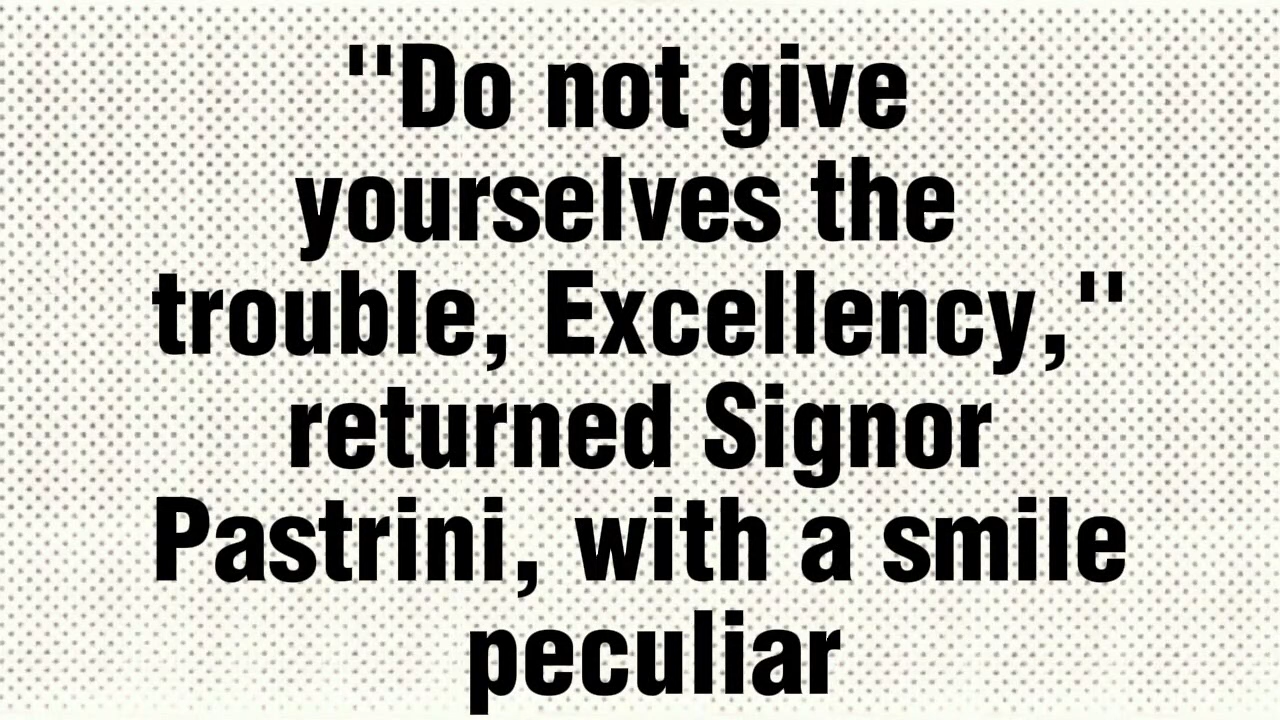 "Do not give
yourselves the
trouble, Excellency,"
returned Signor
Pastrini, with a smile
peculiar